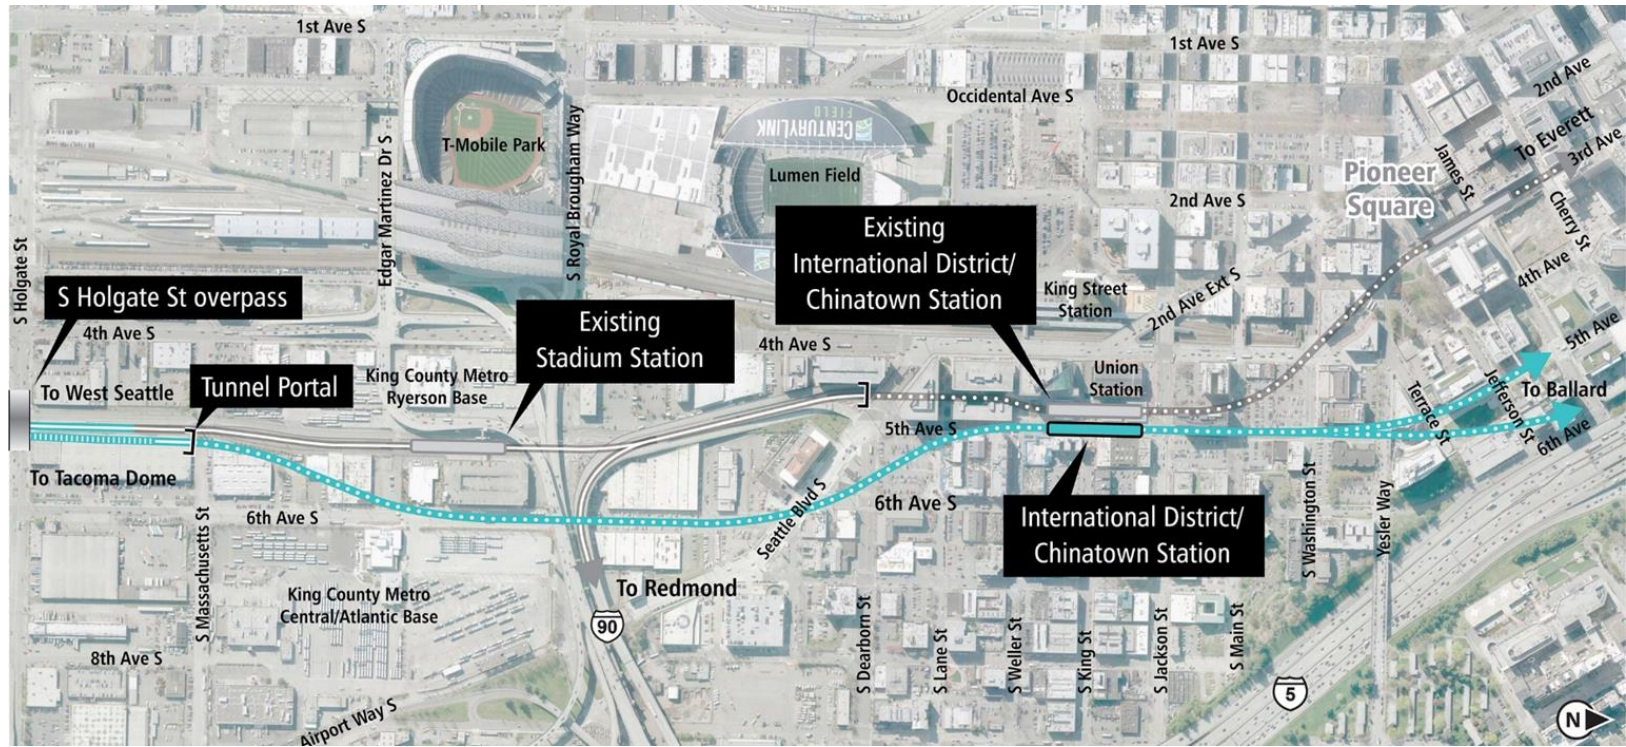 1st Ave S
1st Ave S
2nd Ave
Occidental Ave S
To Everett
3rd Ave
CENTURYLINK
FIELD
T-Mobile Park
Lumen Field
Edgar Martinez Dr S
S Royal Brougham Way
Pioneer
Square
James St
Cherry St
2nd Ave S
4th Ave S
S Holgate St
Existing
International District/
Chinatown Station
King Street
Station
2nd Ave Ext S
S Holgate St overpass
4th Ave S
Existing
Stadium Station
4th Ave S
5th Ave
Union
Station
To West Seattle
Tunnel Portal
King County Metro
Ryerson Base
Terrace St
Jefferson St
To Ballard
6th Ave
5th Ave S
To Tacoma Dome
6th Ave S
S Massachusetts St
Seattle Blvd S
6th Ave S
International District/
Chinatown Station
S Washington St
Yesler Way
To Redmond
King County Metro
Central/Atlantic Base
90
8th Ave S
S Dearborn St
S Lane St
S Weller St
S King St
S Jackson St
S Main St
5
Airport Way S
N